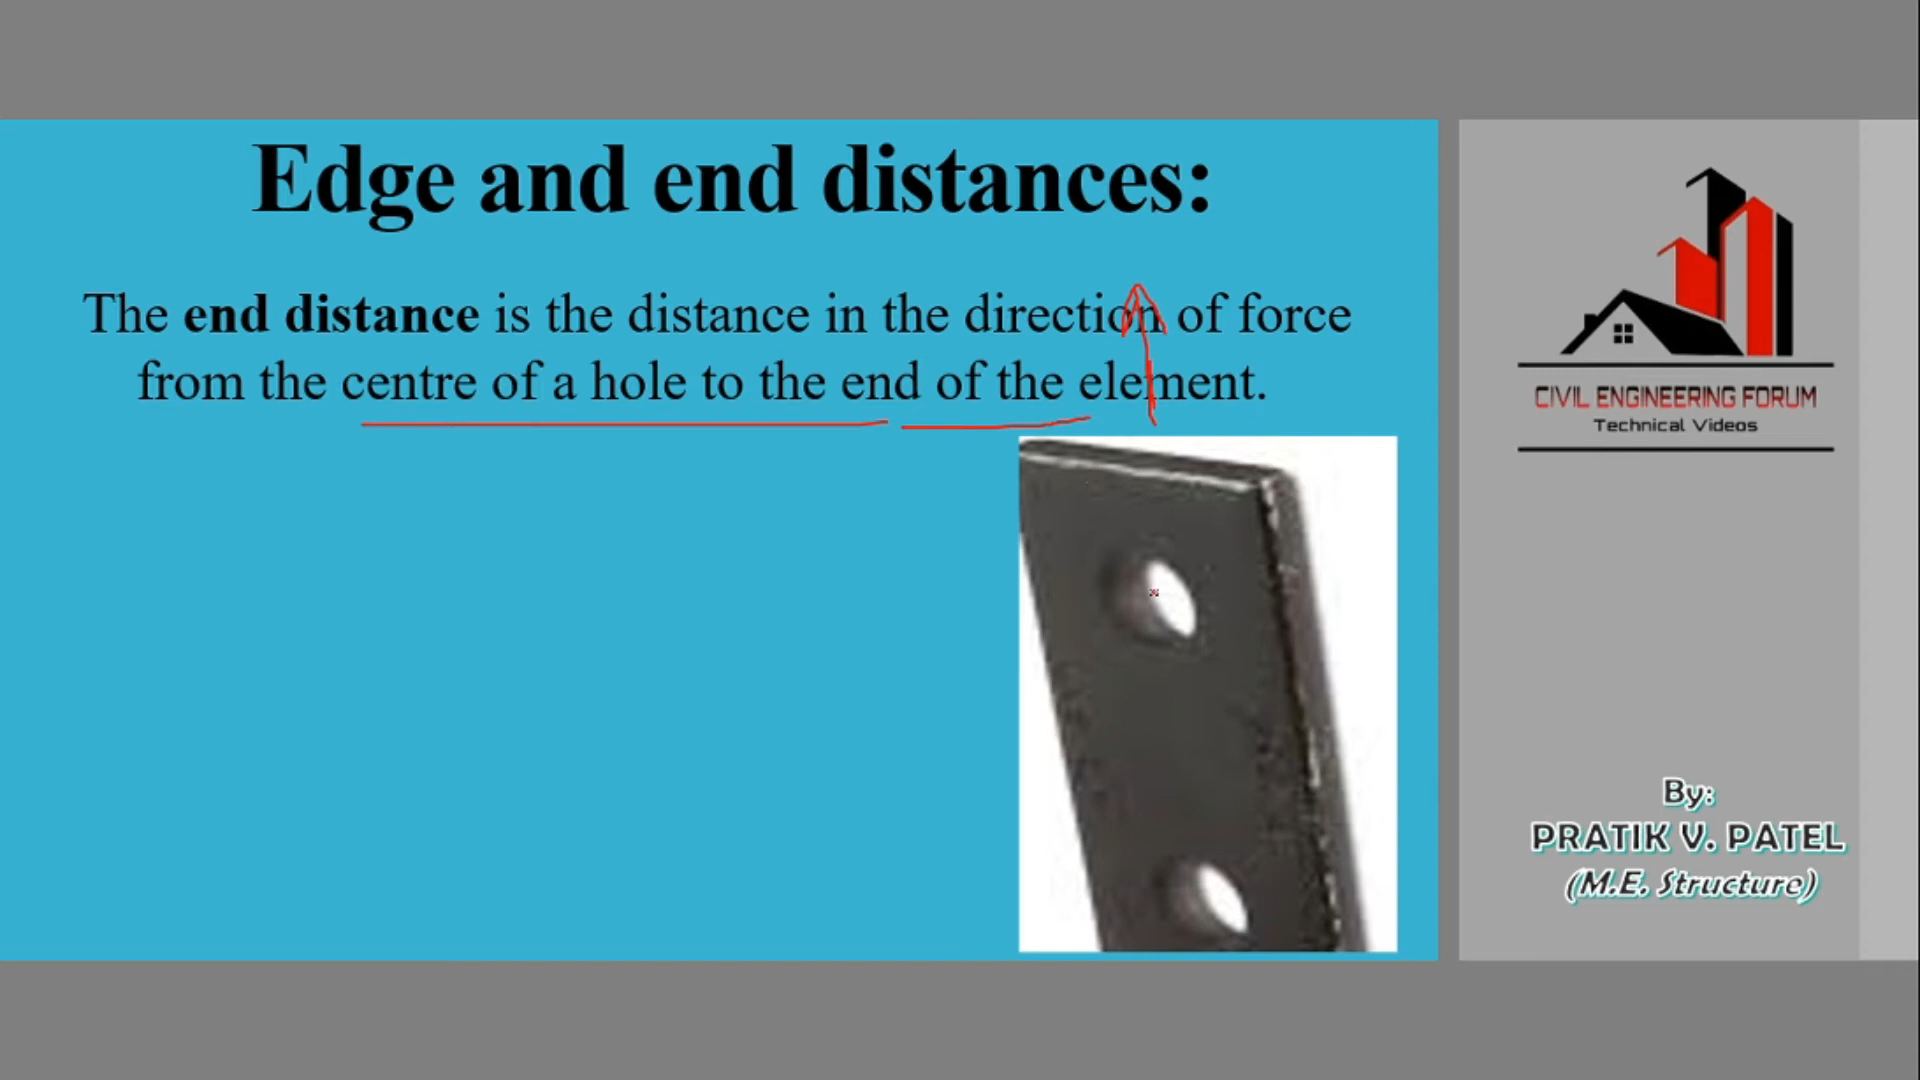 Edge and end distances:
The end distance is the distance in the direction of force
from the centre of a hole to the end of the element.
CIVIL ENGINEERING FORUM
Technical Videos
By:
PRATIK V. PATEL
(M.E. Structure)